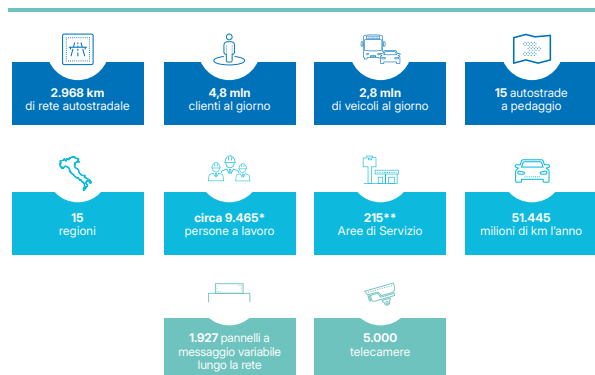 2.968 km
di rete autostradale
4,8 mln
clienti al giorno
2,8 mln
di veicoli al giorno
15 autostrade
a pedaggio
15
regioni
circa 9.465*
persone a lavoro
215**
Aree di Servizio
51.445
milioni di km l'anno
1.927 pannelli a
messaggio variabile
lungo la rete
5.000
telecamere